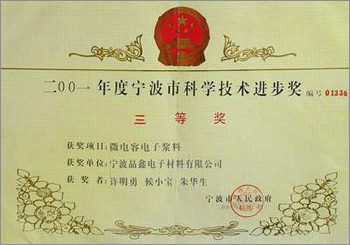 二00一年度宁波市科学技术进步奖 编号 01336
三等奖
获奖项目:微电容电子浆料
获奖单位:宁波晶鑫电子材料有限公司
获奖者:许明勇 候小宝 朱华生
宁波市人民政府